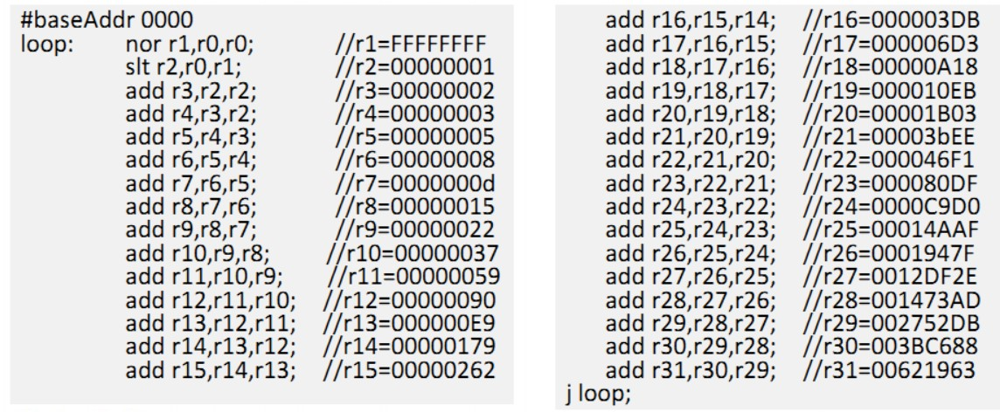 #baseAddr 0000
loop: nor r1,r0,r0; //r1=FFFFFFFF
slt r2,r0,r1; //r2=00000001
add r3,r2,r2; //r3=00000002
add r4,r3,r2; //r4=00000003
add r5,r4,r3; //r5=00000005
add r6,r5,r4; //r6=00000008
add r7,r6,r5; //r7=0000000d
add r8,r7,r6; //r8=00000015
add r9,r8,r7; //r9=00000022
add r10,r9,r8; //r10=00000037
add r11,r10,r9; //r11=00000059
add r12,r11,r10; //r12=00000090
add r13,r12,r11; //r13=000000E9
add r14,r13,r12; //r14=00000179
add r15,r14,r13; //r15=00000262
add r16,r15,r14; //r16=000003DB
add r17,r16,r15; //r17=000006D3
add r18,r17,r16; //r18=00000A18
add r19,r18,r17; //r19=000010EB
add r20,r19,r18; //r20=00001B03
add r21,r20,r19; //r21=00003bEE
add r22,r21,r20; //r22=000046F1
add r23,r22,r21; //r23=000080DF
add r24,r23,r22; //r24=0000C9D0
add r25,r24,r23; //r25=00014AAF
add r26,r25,r24; //r26=0001947F
add r27,r26,r25; //r27=0012DF2E
add r28,r27,r26; //r28=001473AD
add r29,r28,r27; //r29=002752DB
add r30,r29,r28; //r30=003BC688
add r31,r30,r29; //r31=00621963
j loop;